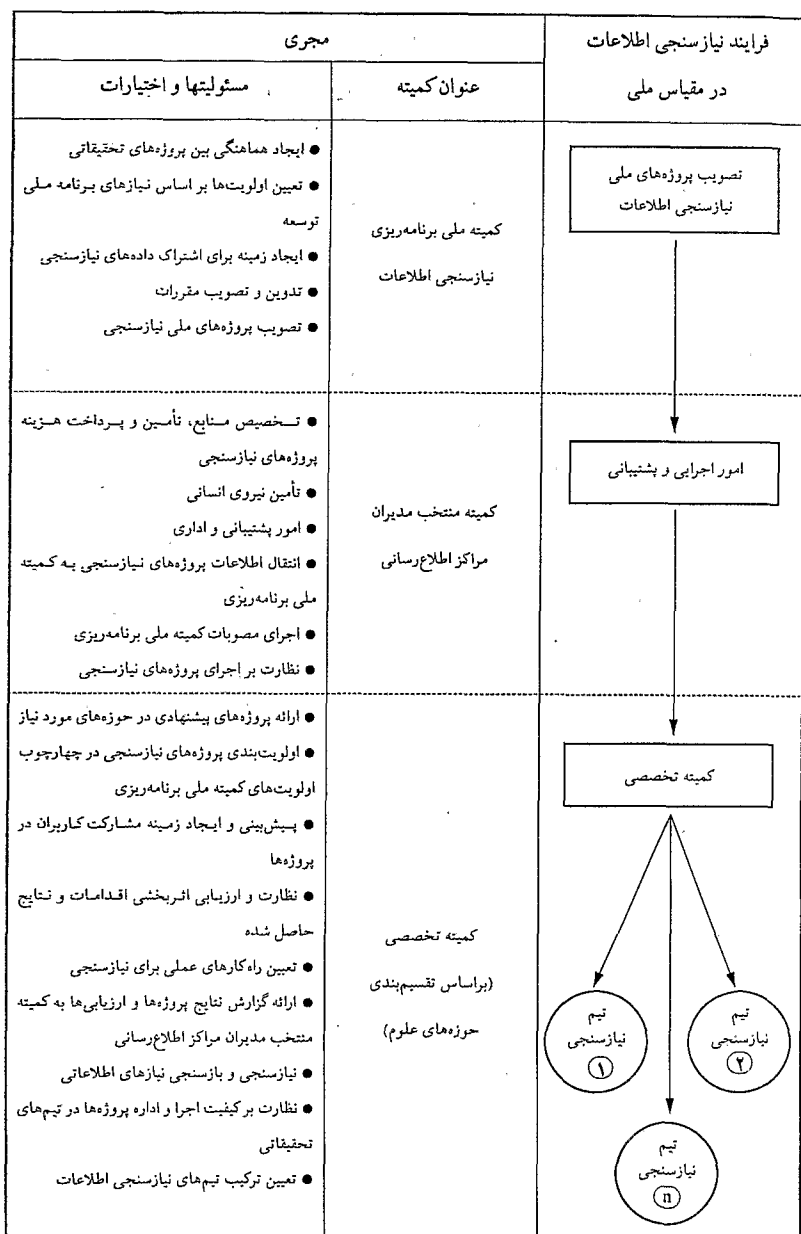 فرایند نیازسنجی اطلاعات
در مقیاس ملی
مجری
عنوان کمیته
مسئولیتها و اختیارات
تصویب پروژه‌های ملی
نیازسنجی اطلاعات
کمیته ملی برنامه‌ریزی
نیازسنجی اطلاعات
● ایجاد هماهنگی بین پروژه‌های تحقیقاتی
● تعیین اولویت‌ها بر اساس نیازهای برنامه ملی
توسعه
● ایجاد زمینه برای اشتراک داده‌های نیازسنجی
● تدوین و تصویب مقررات
● تصویب پروژه‌های ملی نیازسنجی
امور اجرایی و پشتیبانی
کمیته منتخب مدیران
مراکز اطلاع‌رسانی
● تخصیص منابع، تأمین و پرداخت هزینه
پروژه‌های نیازسنجی
● تأمین نیروی انسانی
● امور پشتیبانی و اداری
● انتقال اطلاعات پروژه‌های نیازسنجی به کمیته
ملی برنامه‌ریزی
● اجرای مصوبات کمیته ملی برنامه‌ریزی
● نظارت بر اجرای پروژه‌های نیازسنجی
کمیته تخصصی
تیم
نیازسنجی
۱
تیم
نیازسنجی
۲
تیم
نیازسنجی
n
کمیته تخصصی
(براساس تقسیم‌بندی
حوزه‌های علوم)
● ارائه پروژه‌های پیشنهادی در حوزه‌های مورد نیاز
● اولویت‌بندی پروژه‌های نیازسنجی در چهارچوب
اولویت‌های کمیته ملی برنامه‌ریزی
● پیش‌بینی و ایجاد زمینه مشارکت کاربران در
پروژه‌ها
● نظارت و ارزیابی اثربخشی اقدامات و نتایج
حاصل شده
● تعیین راه‌کارهای عملی برای نیازسنجی
● ارائه گزارش نتایج پروژه‌ها و ارزیابی‌ها به کمیته
منتخب مدیران مراکز اطلاع‌رسانی
● نیازسنجی و بازسنجی نیازهای اطلاعاتی
● نظارت بر کیفیت اجرا و اداره پروژه‌ها در تیم‌های
تحقیقاتی
● تعیین ترکیب تیم‌های نیازسنجی اطلاعات